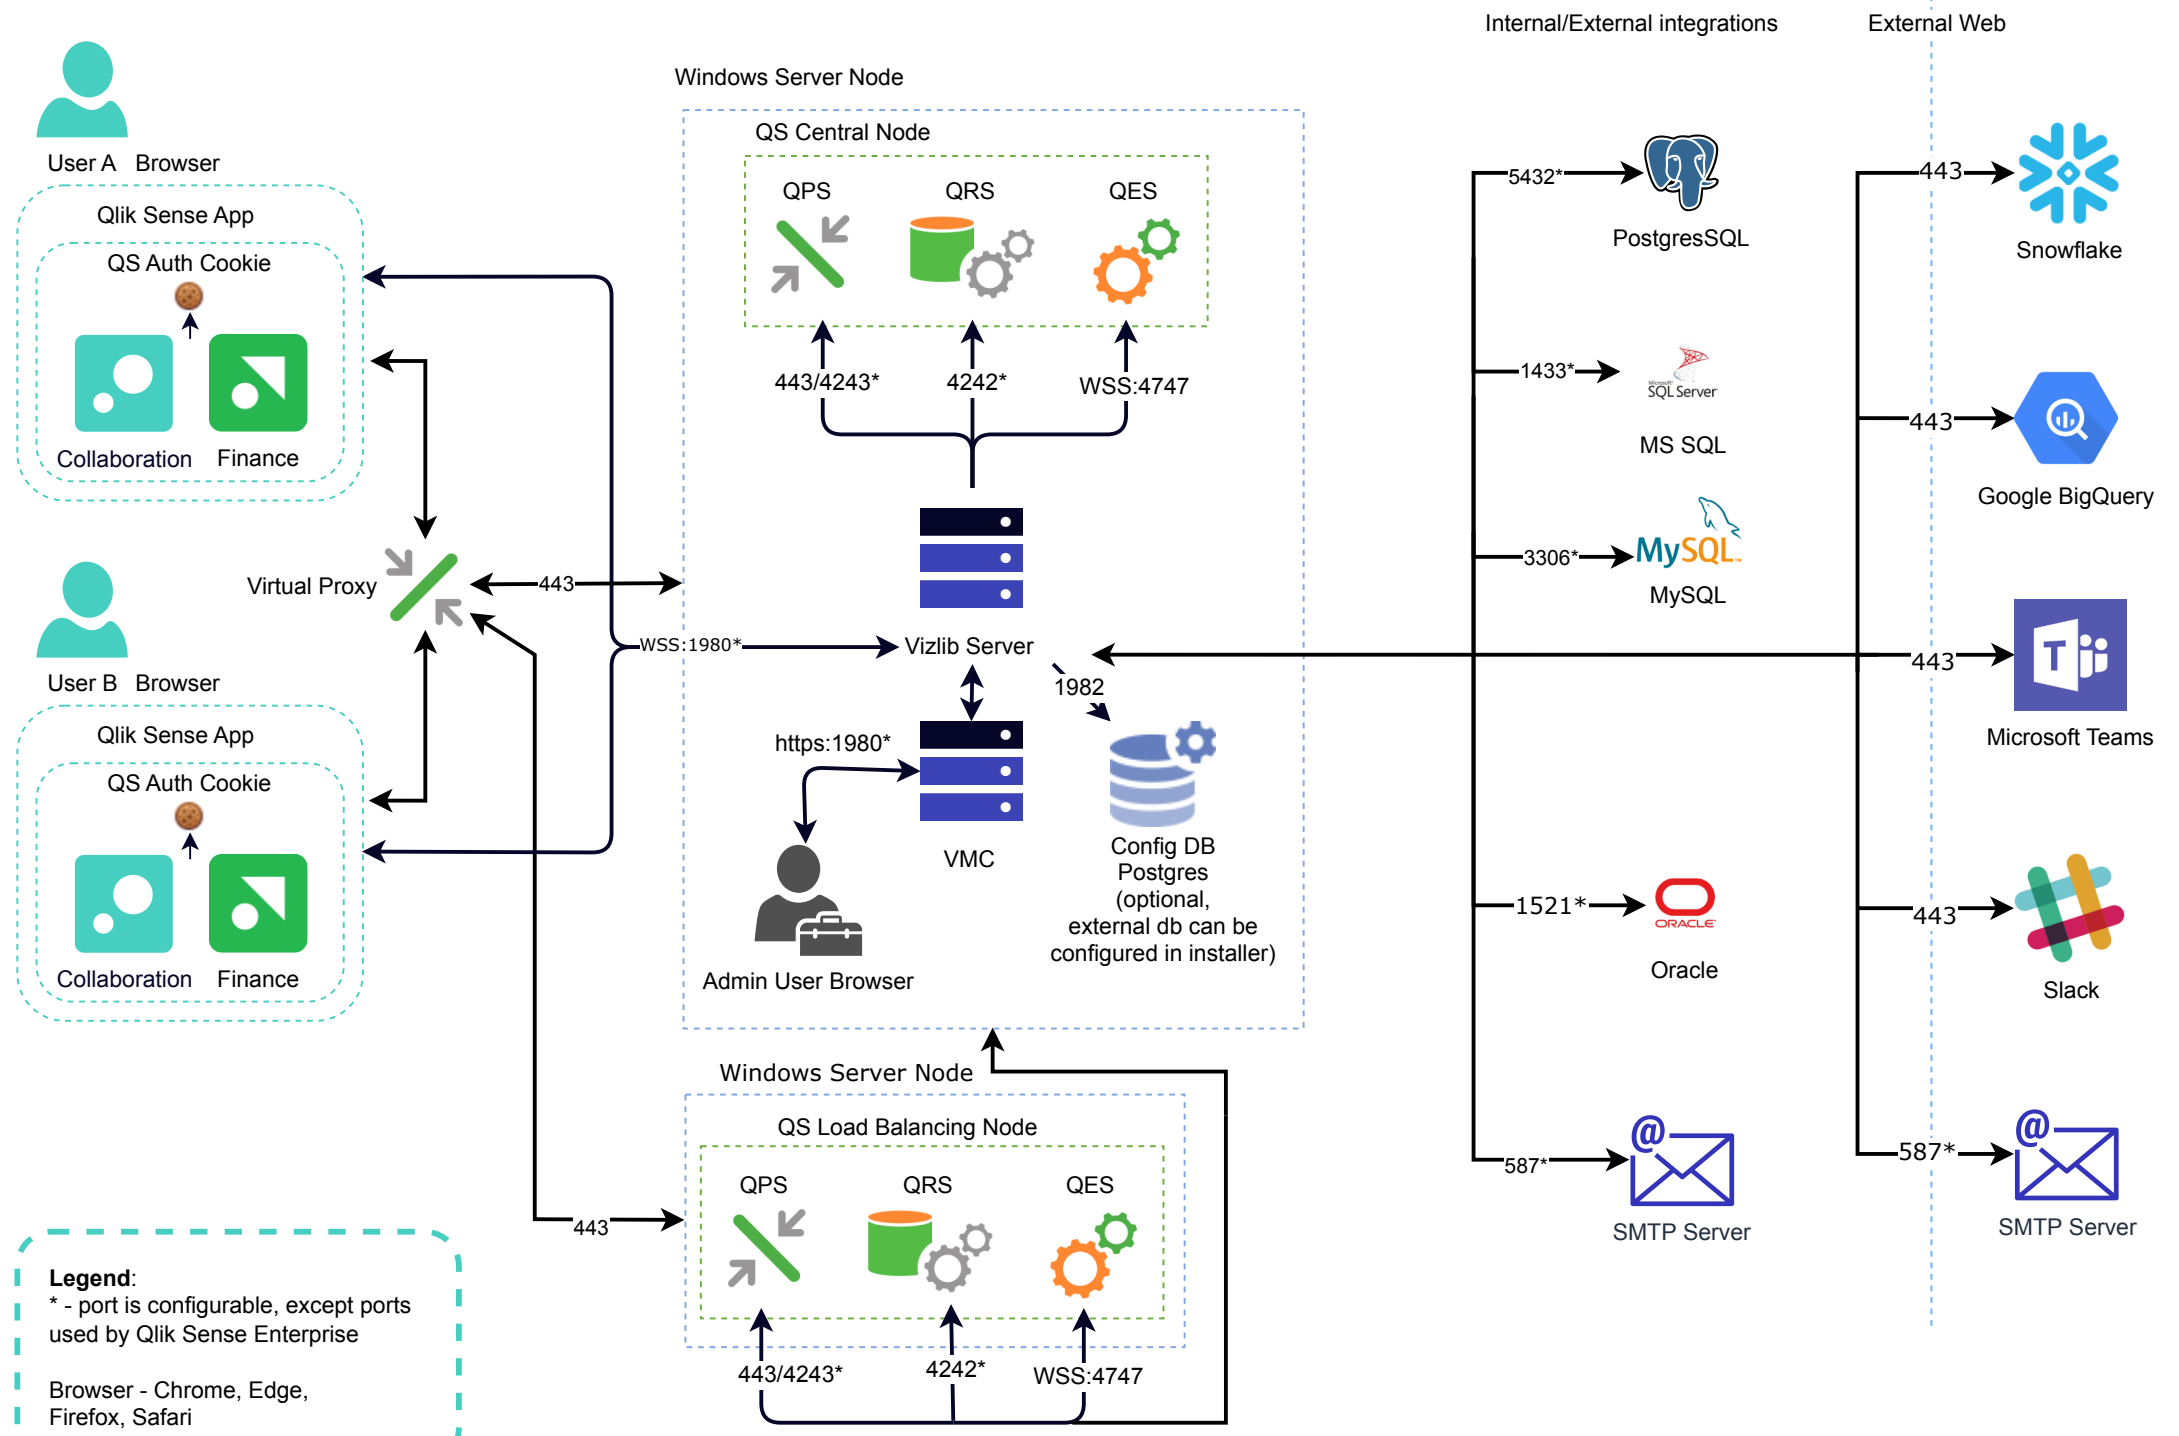 Internal/External integrations
External Web
Windows Server Node
QS Central Node
QPS
QRS
QES
443/4243*
4242*
WSS:4747
User A Browser
Qlik Sense App
QS Auth Cookie
Collaboration
Finance
Virtual Proxy
443
WSS:1980*
User B Browser
Qlik Sense App
QS Auth Cookie
Collaboration
Finance
Vizlib Server
1982
https:1980*
VMC
Config DB
Postgres
(optional,
external db can be
configured in installer)
Admin User Browser
Windows Server Node
QS Load Balancing Node
QPS
QRS
QES
443
443/4243*
4242*
WSS:4747
5432*
PostgresSQL
1433*
Microsoft
SQL Server
MS SQL
3306*
MySQL
MySQL
1521*
ORACLE
Oracle
587*
@
SMTP Server
443
Snowflake
443
Google BigQuery
443
T
Microsoft Teams
443
Slack
587*
@
SMTP Server
Legend:
* - port is configurable, except ports
used by Qlik Sense Enterprise
Browser - Chrome, Edge,
Firefox, Safari